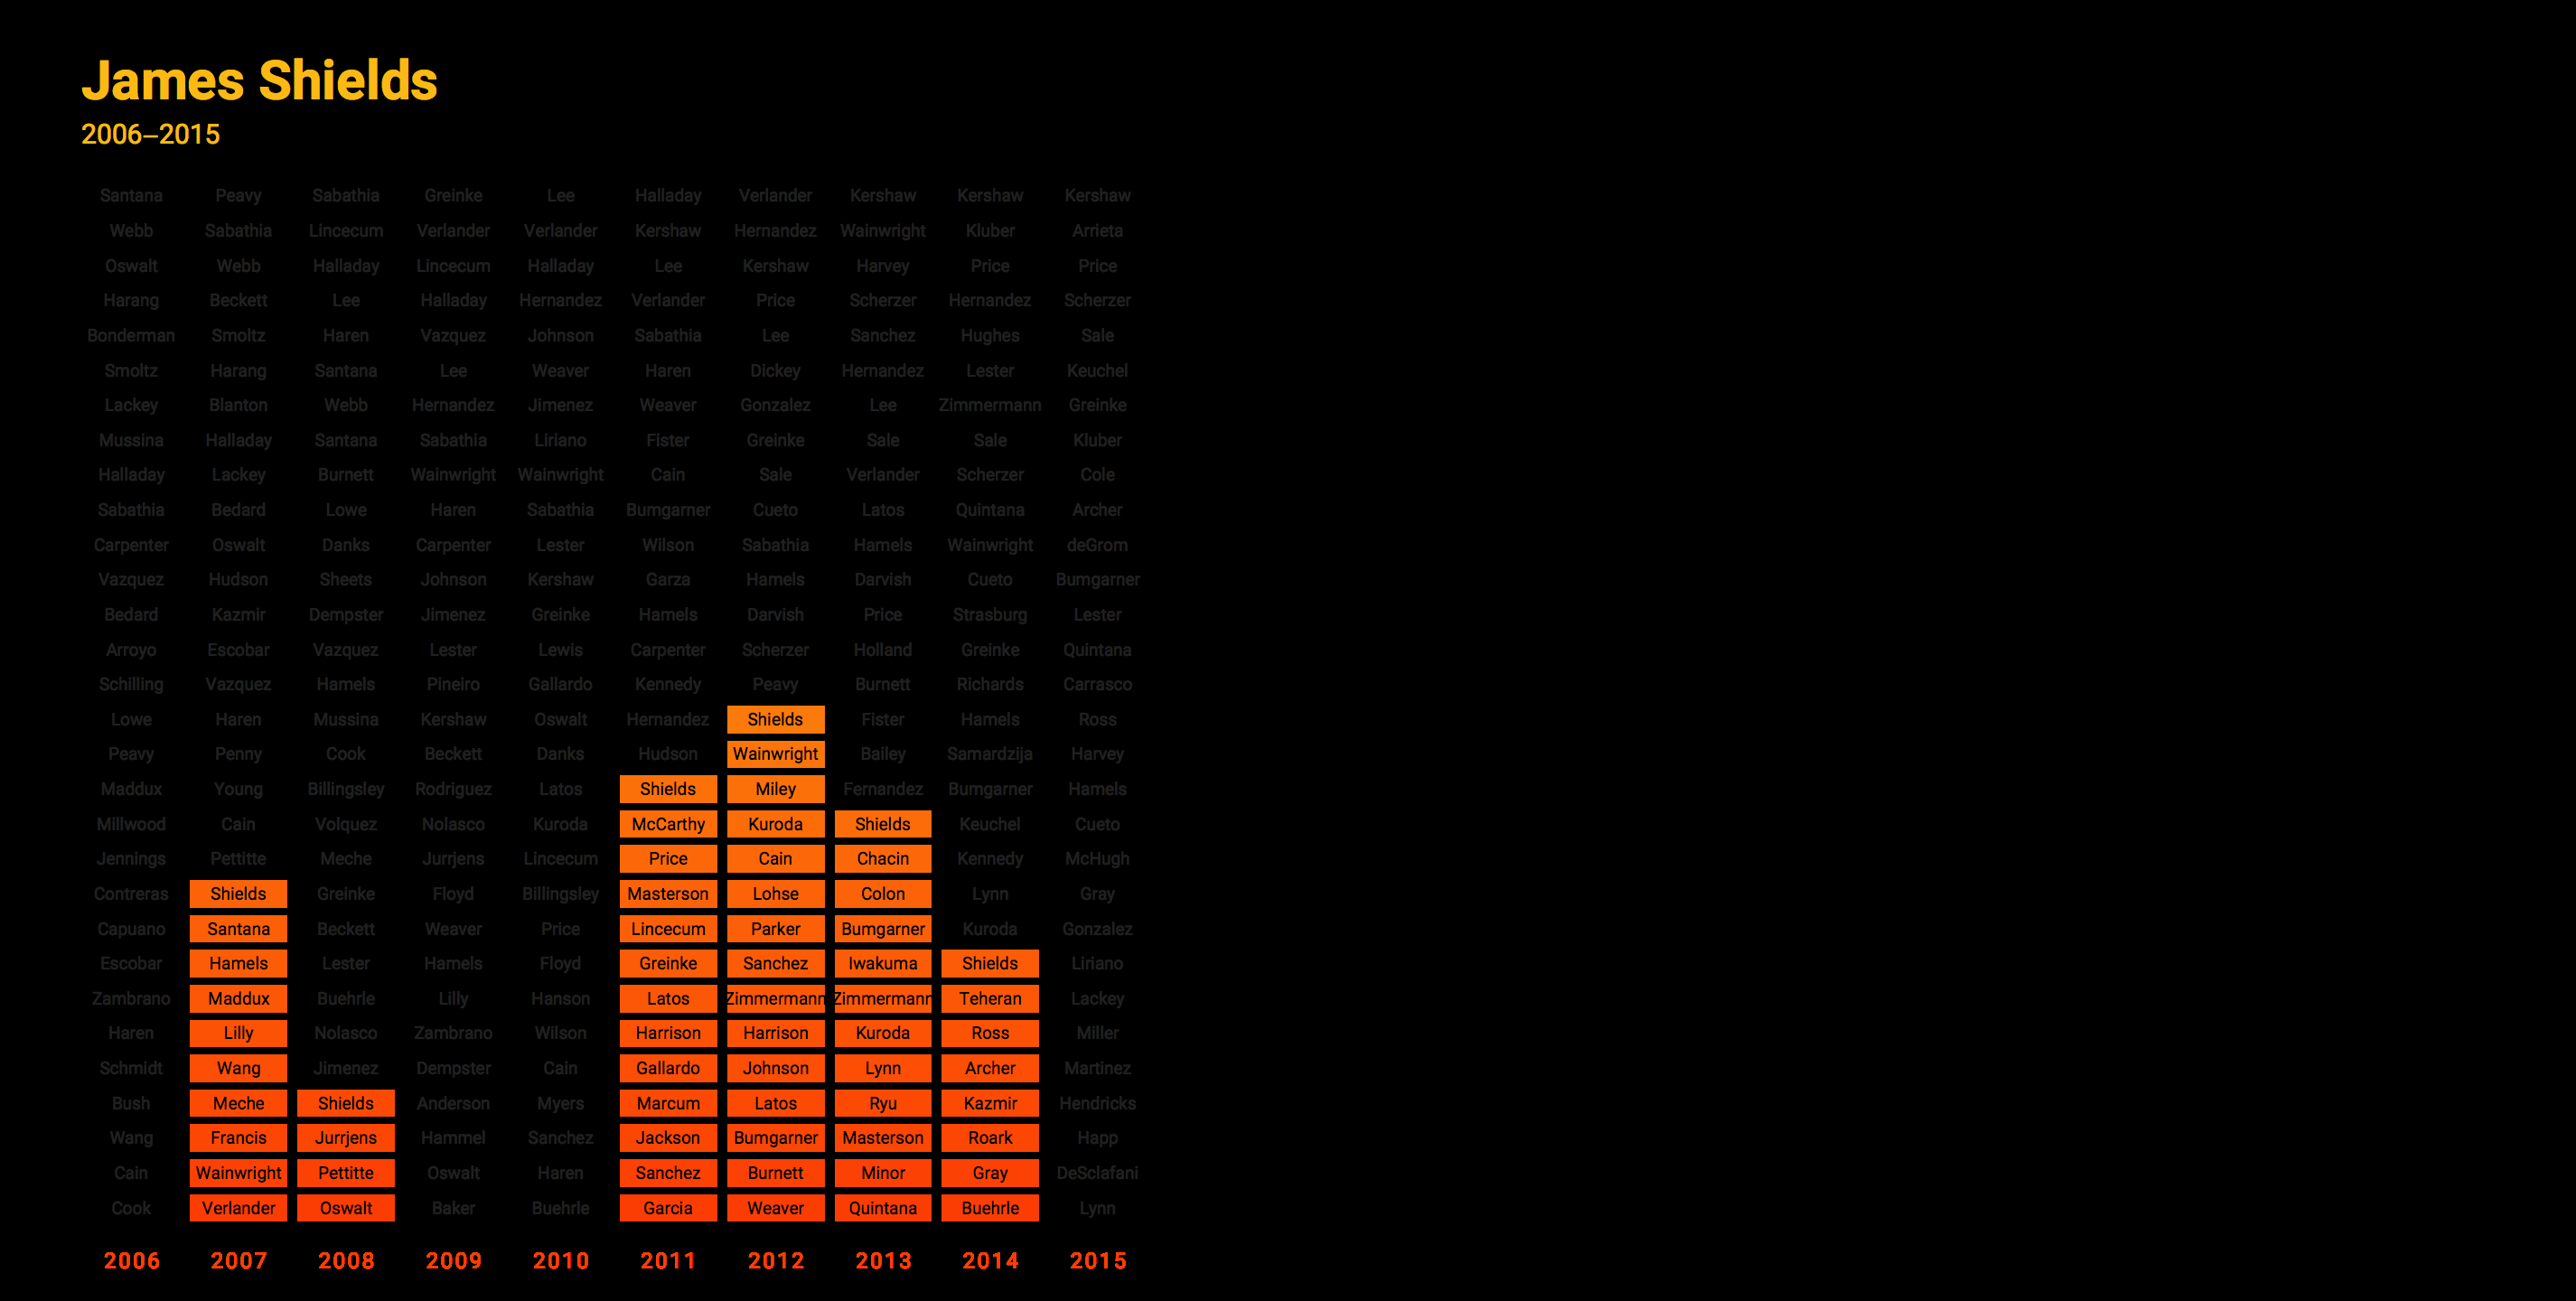 James Shields
2006–2015
Santana Peavy Sabathia Greinke Lee Halladay Verlander Kershaw Kershaw Kershaw
Webb Sabathia Lincecum Verlander Verlander Kershaw Hernandez Wainwright Kluber Arrieta
Oswalt Webb Halladay Lincecum Halladay Lee Kershaw Harvey Price Price
Harang Beckett Lee Halladay Hernandez Verlander Price Scherzer Hernandez Scherzer
Bonderman Smoltz Haren Vazquez Johnson Sabathia Lee Sanchez Hughes Sale
Smoltz Harang Santana Lee Weaver Haren Dickey Hernandez Lester Keuchel
Lackey Blanton Webb Hernandez Jimenez Weaver Gonzalez Lee Zimmermann Greinke
Mussina Halladay Santana Sabathia Liriano Fister Greinke Sale Sale Kluber
Halladay Lackey Burnett Wainwright Wainwright Cain Sale Verlander Scherzer Cole
Sabathia Bedard Lowe Haren Sabathia Bumgarner Cueto Latos Quintana Archer
Carpenter Oswalt Danks Carpenter Lester Wilson Sabathia Hamels Wainwright deGrom
Vazquez Hudson Sheets Johnson Kershaw Garza Hamels Darvish Cueto Bumgarner
Bedard Kazmir Dempster Jimenez Greinke Hamels Darvish Price Strasburg Lester
Arroyo Escobar Vazquez Lester Lewis Carpenter Scherzer Holland Greinke Quintana
Schilling Vazquez Hamels Pineiro Gallardo Kennedy Peavy Burnett Richards Carrasco
Lowe Haren Mussina Kershaw Oswalt Hernandez Shields Fister Hamels Ross
Peavy Penny Cook Beckett Danks Hudson Wainwright Bailey Samardzija Harvey
Maddux Young Billingsley Rodriguez Latos Shields Miley Fernandez Bumgarner Hamels
Millwood Cain Volquez Nolasco Kuroda McCarthy Kuroda Shields Keuchel Cueto
Jennings Pettitte Meche Jurrjens Lincecum Price Cain Chacin Kennedy McHugh
Contreras Shields Greinke Floyd Billingsley Masterson Lohse Colon Lynn Gray
Capuano Santana Beckett Weaver Price Lincecum Parker Bumgarner Kuroda Gonzalez
Escobar Hamels Lester Hamels Floyd Greinke Sanchez Iwakuma Shields Liriano
Zambrano Maddux Buehrle Lilly Hanson Latos Zimmermann Zimmermann Teheran Lackey
Haren Lilly Nolasco Zambrano Wilson Harrison Harrison Kuroda Ross Miller
Schmidt Wang Jimenez Dempster Cain Gallardo Johnson Lynn Archer Martinez
Bush Meche Shields Anderson Myers Marcum Latos Ryu Kazmir Hendricks
Wang Francis Jurrjens Hammel Sanchez Jackson Bumgarner Masterson Roark Happ
Cain Wainwright Pettitte Oswalt Haren Sanchez Burnett Minor Gray DeSclafani
Cook Verlander Oswalt Baker Buehrle Garcia Weaver Quintana Buehrle Lynn
2006 2007 2008 2009 2010 2011 2012 2013 2014 2015